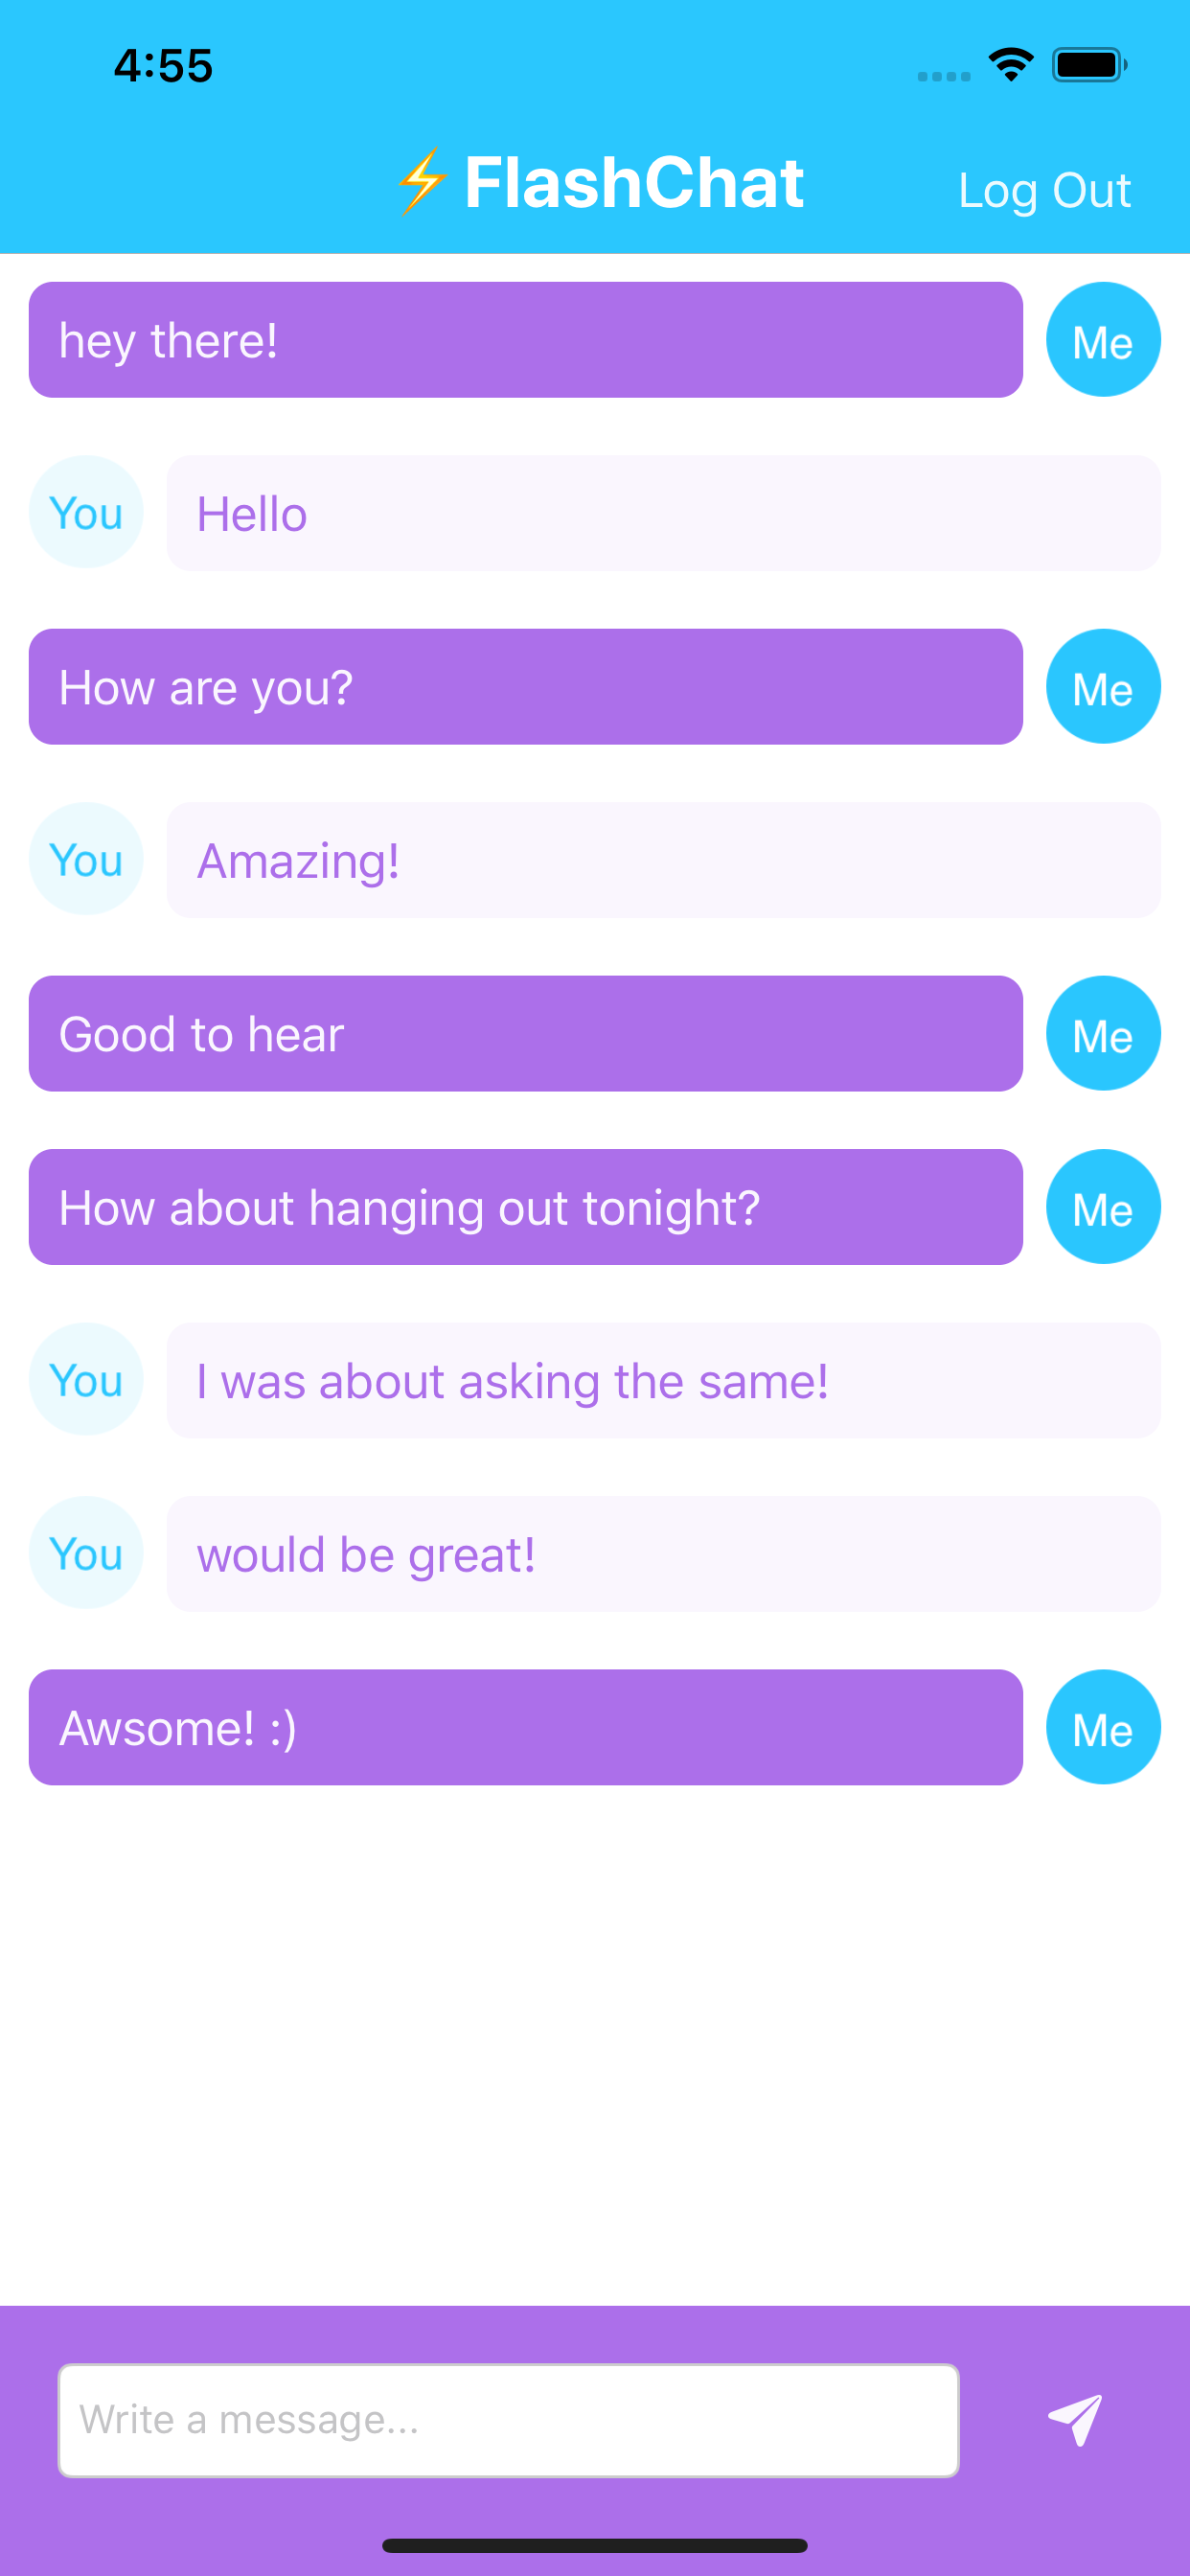 4:55
⚡FlashChat
Log Out
hey there!
Me
You
Hello
How are you?
Me
You
Amazing!
Good to hear
Me
How about hanging out tonight?
Me
You
I was about asking the same!
You
would be great!
Awsome! :)
Me
Write a message...